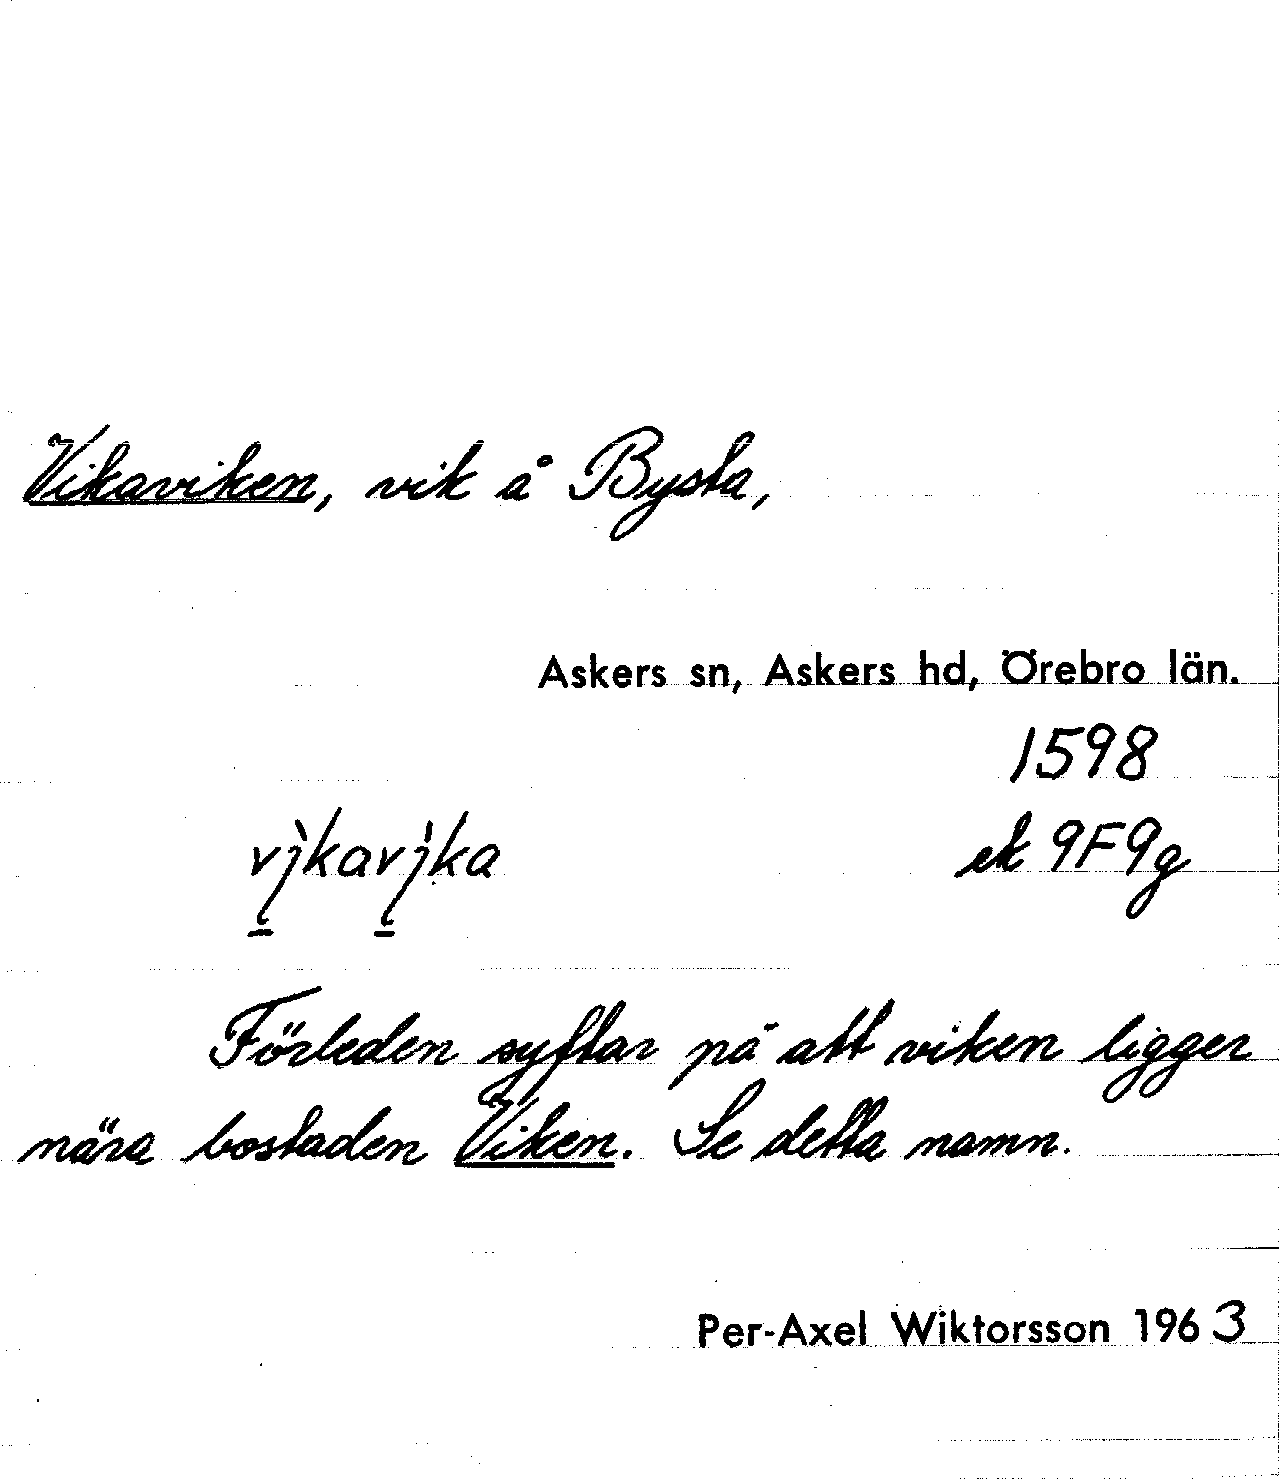 Vikaviken, vik å Bysta,
Askers sn, Askers hd, Örebro län.
1598
vìkavìka ek 9F9g
Förleden syftar på att viken ligger
nära bostaden Viken. Se detta namn.
Per-Axel Wiktorsson 1963